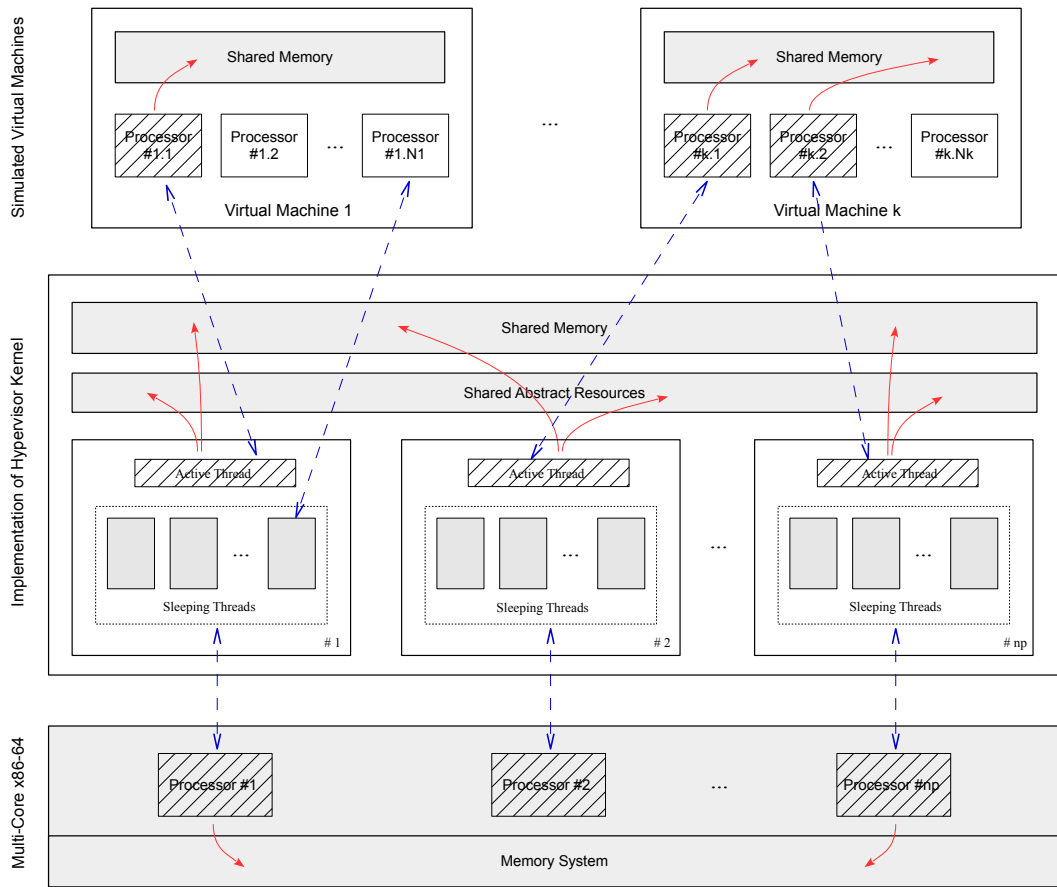 Simulated Virtual Machines
Shared Memory
Processor
#1.1
Processor
#1.2
...
Processor
#1.N1
Virtual Machine 1
...
Shared Memory
Processor
#k.1
Processor
#k.2
...
Processor
#k.Nk
Virtual Machine k
Implementation of Hypervisor Kernel
Shared Memory
Shared Abstract Resources
Active Thread
...
Sleeping Threads
# 1
Active Thread
...
Sleeping Threads
# 2
...
Active Thread
...
Sleeping Threads
# np
Multi-Core x86-64
Processor #1
Processor #2
...
Processor #np
Memory System